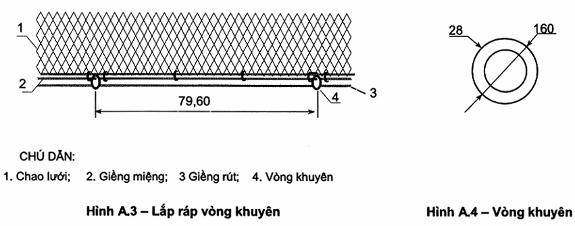 28
160
1
2
79,60
4
3
CHÚ DẪN:
1. Chao lưới; 2. Giềng miệng; 3 Giềng rút; 4. Vòng khuyên
Hình A.3 – Lắp ráp vòng khuyên
Hình A.4 – Vòng khuyên